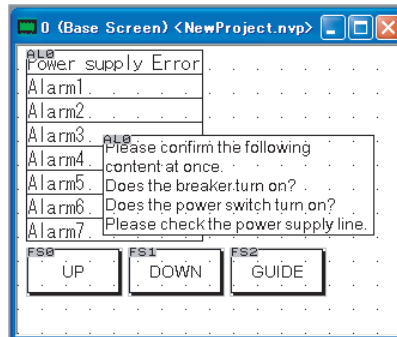 0 (Base Screen) <NewProject.nvp>
AL0
Power supply Error
Alarm1
Alarm2
Alarm3
Alarm4
Alarm5
Alarm6
Alarm7
AL0
Please confirm the following
content at once.
Does the breaker turn on?
Does the power switch turn on?
Please check the power supply line.
FS0
UP
FS1
DOWN
FS2
GUIDE